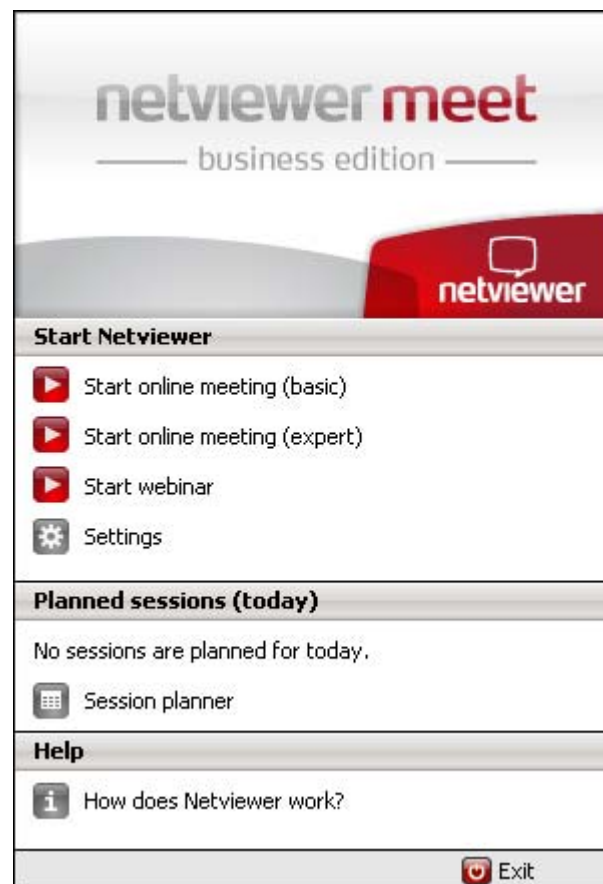 netviewer meet
business edition
netviewer
Start Netviewer
Start online meeting (basic)
Start online meeting (expert)
Start webinar
Settings
Planned sessions (today)
No sessions are planned for today.
Session planner
Help
How does Netviewer work?
Exit